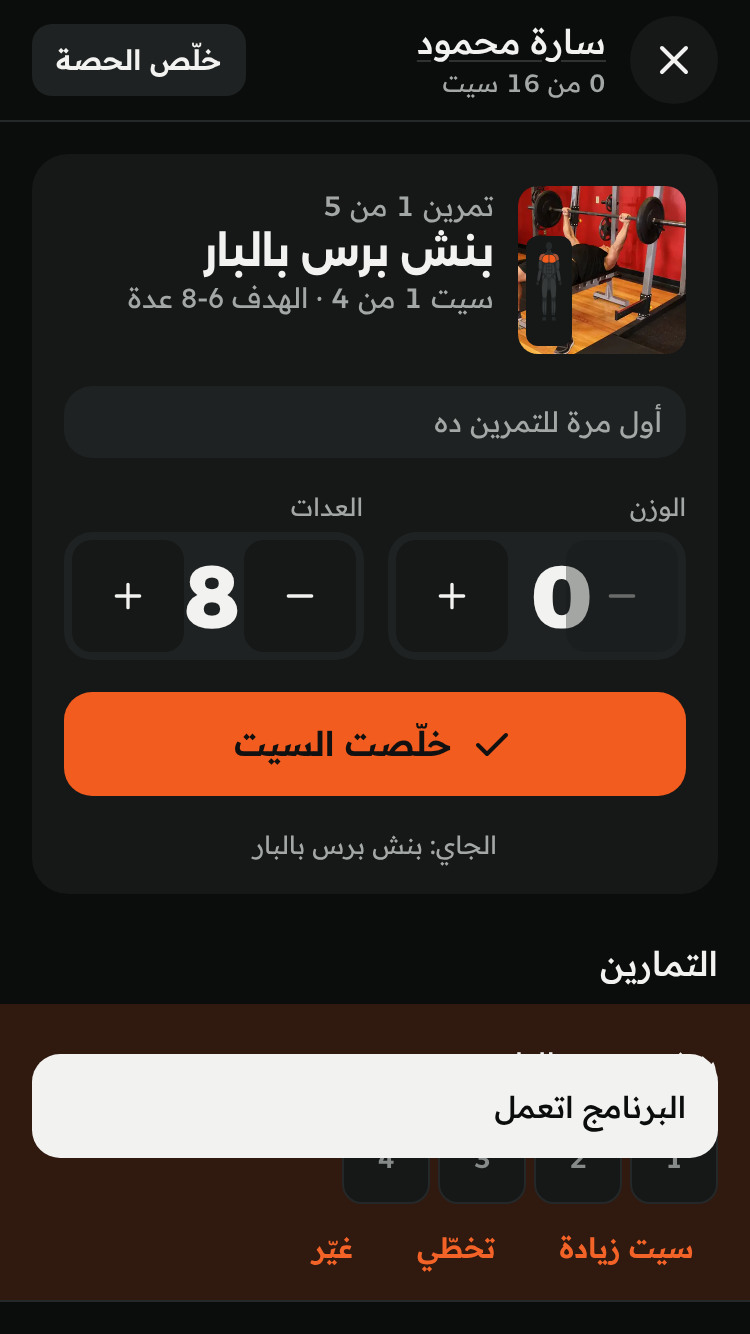 سارة محمود
0 من 16 سيت
خلّص الحصة
تمرين 1 من 5
بنش برس بالبار
سيت 1 من 4 · الهدف 6-8 عدة
أول مرة للتمرين ده
الوزن
العدات
0
8
خلّصت السيت
الجاي: بنش برس بالبار
التمارين
البرنامج اتعمل
1 2 3 4
سيت زيادة
تخطّي
غيّر